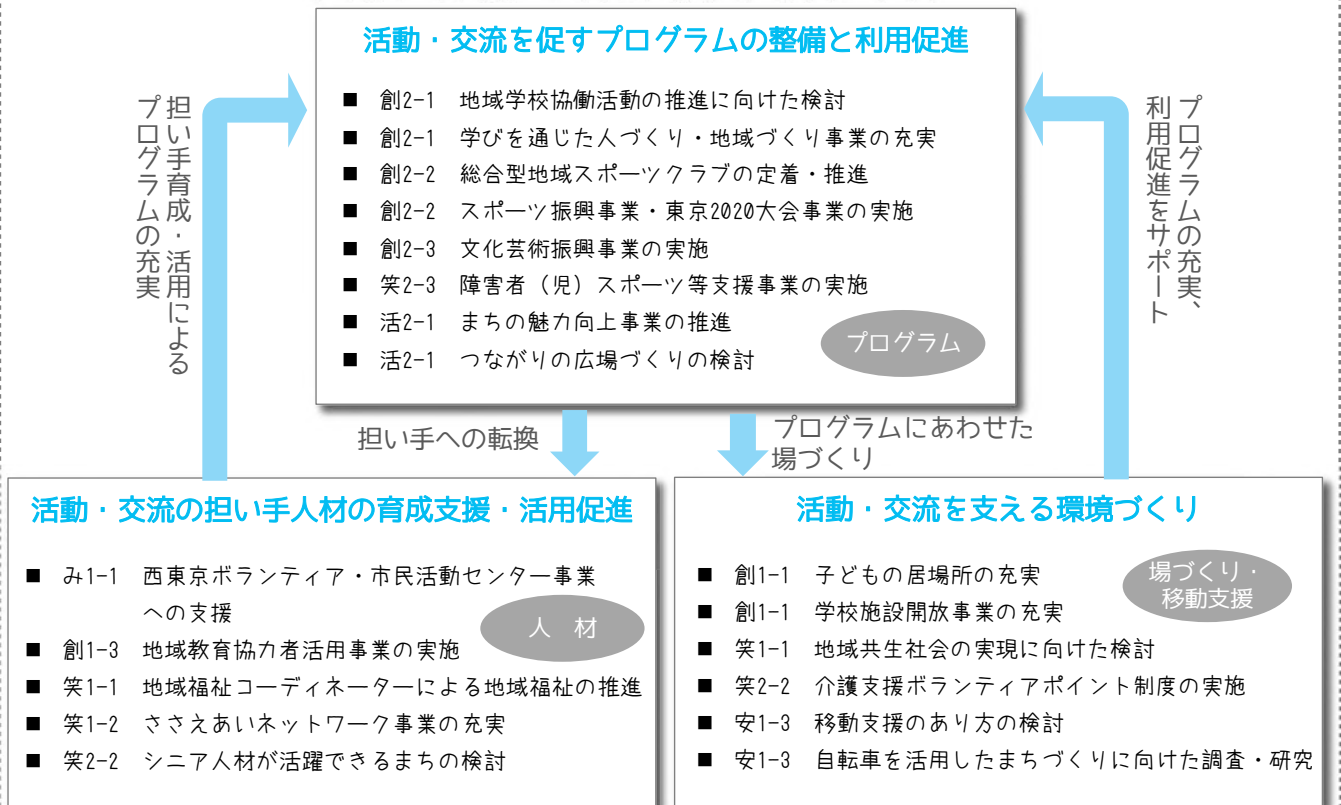 活動・交流を促すプログラムの整備と利用促進
■ 創2-1 地域学校協働活動の推進に向けた検討
■ 創2-1 学びを通じた人づくり・地域づくり事業の充実
■ 創2-2 総合型地域スポーツクラブの定着・推進
■ 創2-2 スポーツ振興事業・東京2020大会事業の実施
■ 創2-3 文化芸術振興事業の実施
■ 笑2-3 障害者（児）スポーツ等支援事業の実施
■ 活2-1 まちの魅力向上事業の推進
■ 活2-1 つながりの広場づくりの検討
プログラム
担い手育成・活用による
プログラムの充実
プログラムの充実、
利用促進をサポート
担い手への転換
プログラムにあわせた
場づくり
活動・交流の担い手人材の育成支援・活用促進
■ み1-1 西東京ボランティア・市民活動センター事業
への支援
■ 創1-3 地域教育協力者活用事業の実施
■ 笑1-1 地域福祉コーディネーターによる地域福祉の推進
■ 笑1-2 ささえあいネットワーク事業の充実
■ 笑2-2 シニア人材が活躍できるまちの検討
人 材
活動・交流を支える環境づくり
■ 創1-1 子どもの居場所の充実
■ 創1-1 学校施設開放事業の充実
■ 笑1-1 地域共生社会の実現に向けた検討
■ 笑2-2 介護支援ボランティアポイント制度の実施
■ 安1-3 移動支援のあり方の検討
■ 安1-3 自転車を活用したまちづくりに向けた調査・研究
場づくり・
移動支援